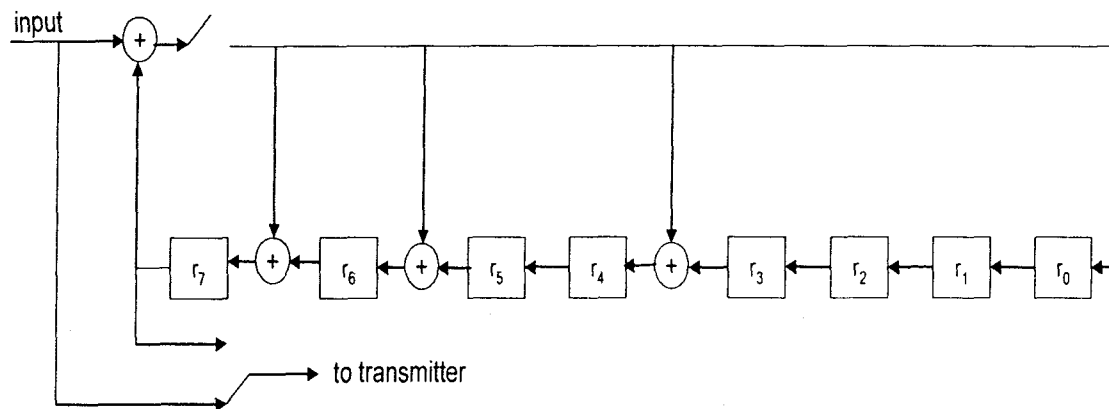 input
+
+ + +
r7 r6 r5 r4 r3 r2 r1 r0
to transmitter